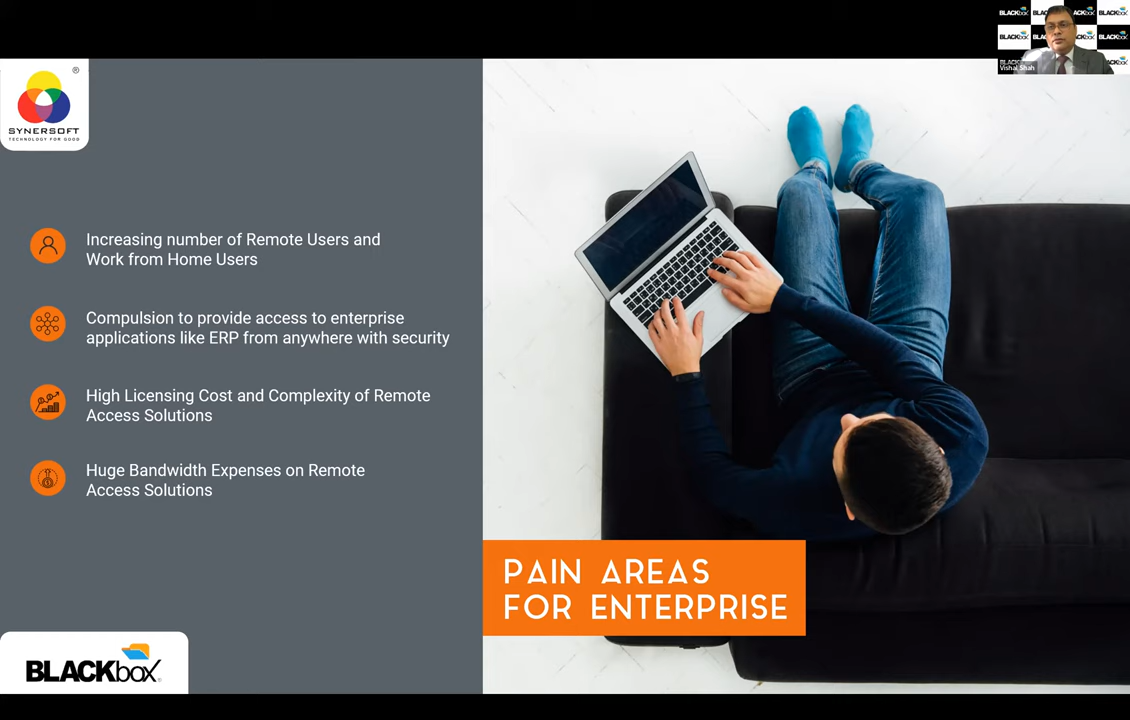 BLACKbox
Vishal Shah
®
SYNERSOFT
TECHNOLOGY FOR GOOD
Increasing number of Remote Users and
Work from Home Users
Compulsion to provide access to enterprise
applications like ERP from anywhere with security
High Licensing Cost and Complexity of Remote
Access Solutions
Huge Bandwidth Expenses on Remote
Access Solutions
PAIN AREAS
FOR ENTERPRISE
BLACKbox